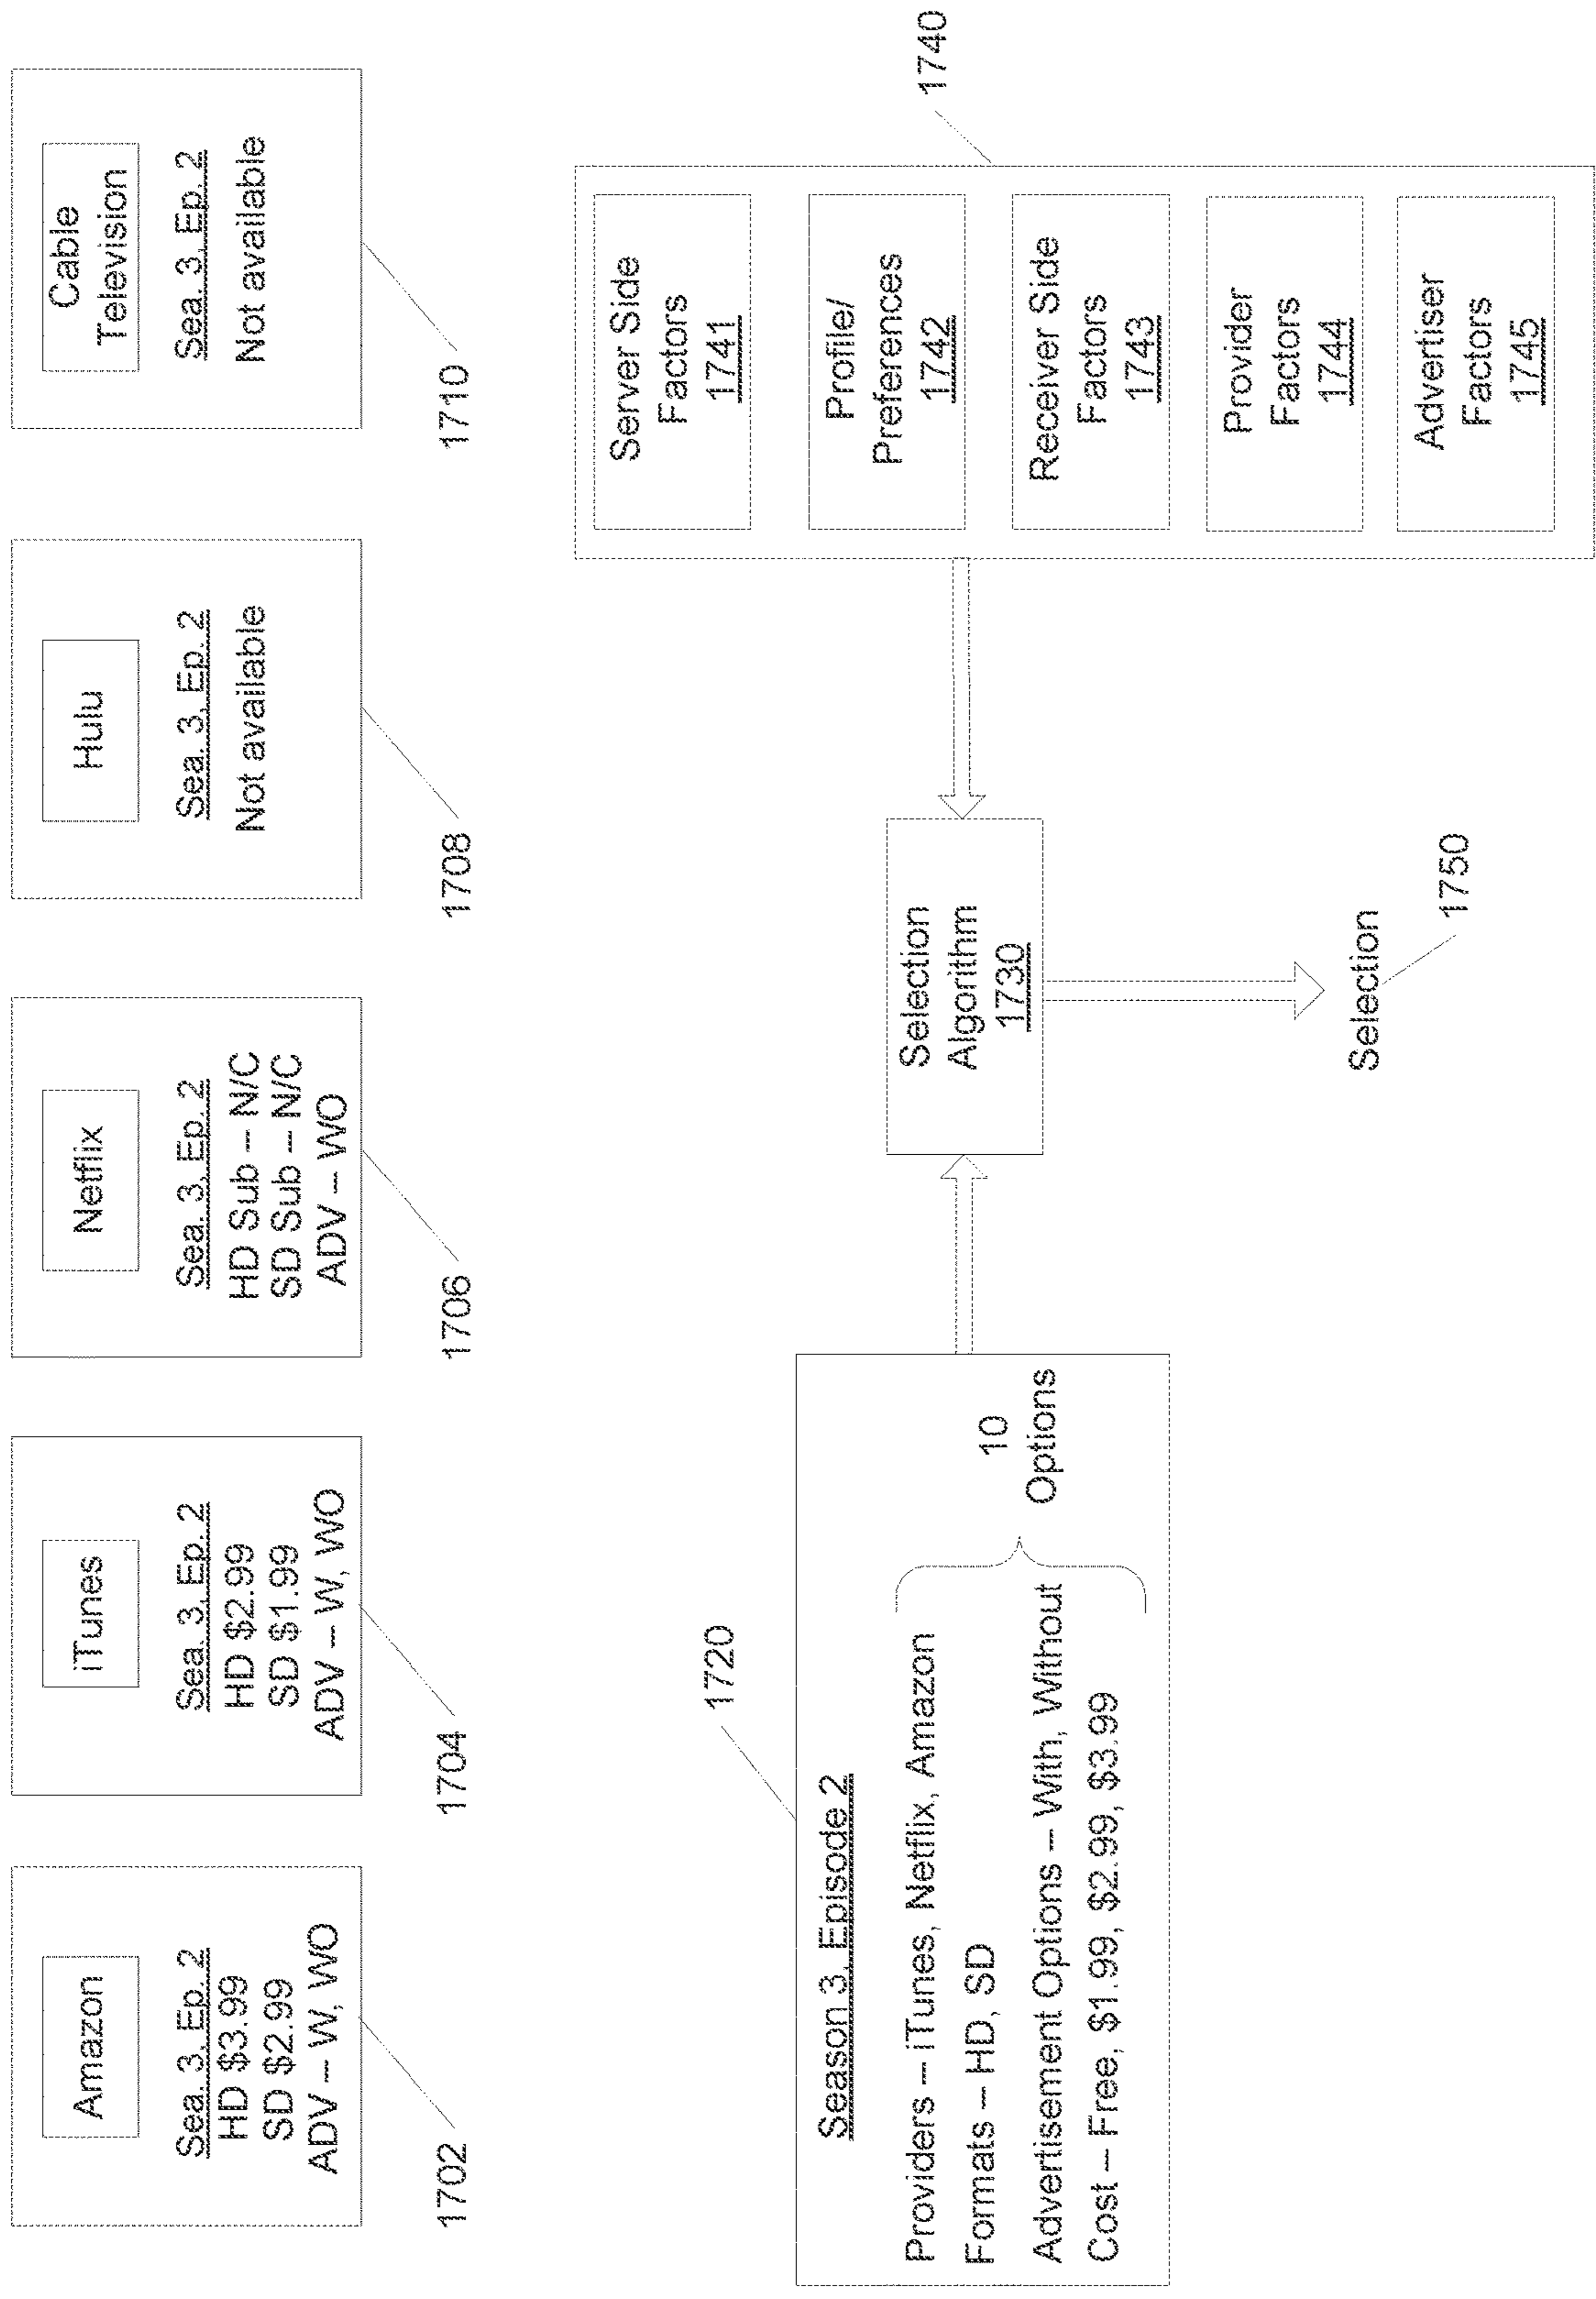 Amazon
Sea. 3, Ep. 2
HD $3.99
SD $2.99
ADV – W, WO
1702
iTunes
Sea. 3, Ep. 2
HD $2.99
SD $1.99
ADV – W, WO
1704
Netflix
Sea. 3, Ep. 2
HD Sub – N/C
SD Sub – N/C
ADV – WO
1706
Hulu
Sea. 3, Ep. 2
Not available
1708
Cable
Television
Sea. 3, Ep. 2
Not available
1710
1720
Season 3, Episode 2
Providers – iTunes, Netflix, Amazon
Formats – HD, SD
Advertisement Options – With, Without
Cost – Free, $1.99, $2.99, $3.99
10
Options
Selection
Algorithm
1730
Selection
1750
Server Side
Factors
1741
Profile/
Preferences
1742
Receiver Side
Factors
1743
Provider
Factors
1744
Advertiser
Factors
1745
1740